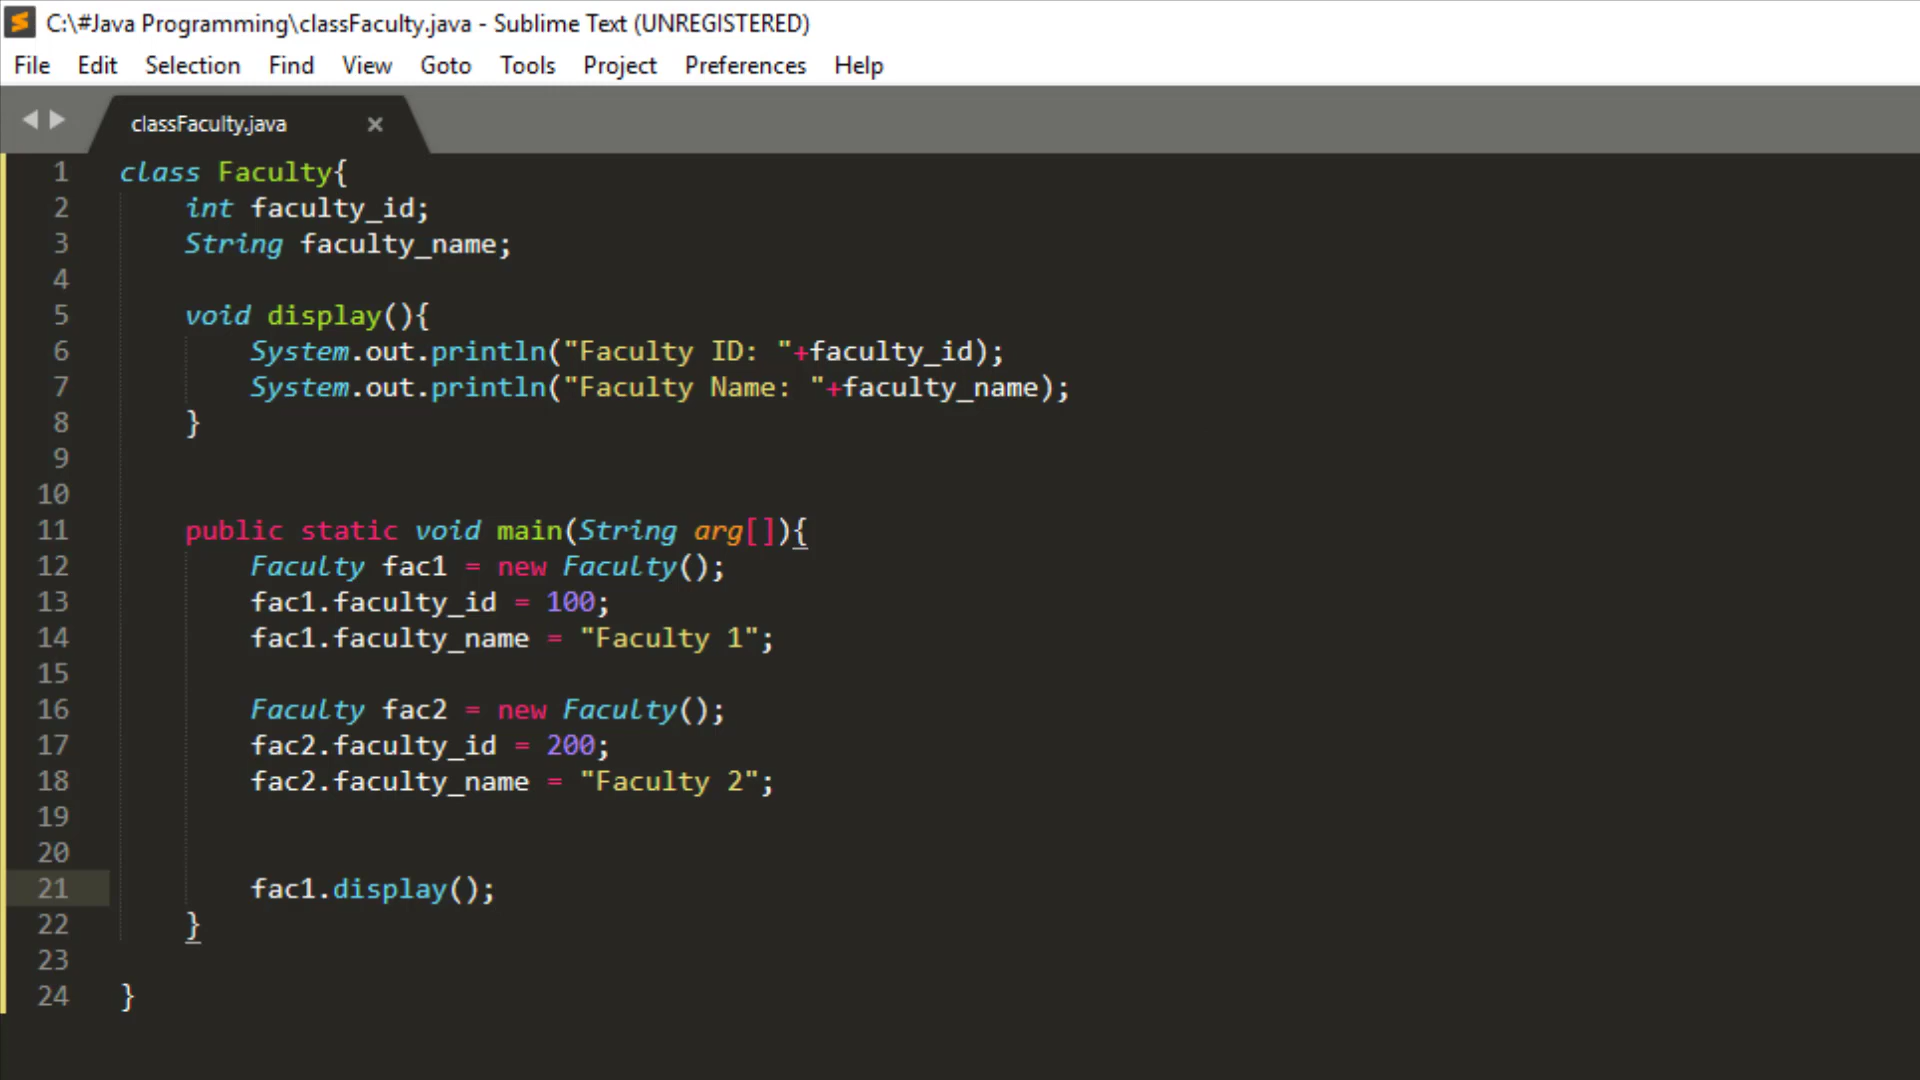 C:\#Java Programming\classFaculty.java - Sublime Text (UNREGISTERED)
File Edit Selection Find View Goto Tools Project Preferences Help
classFaculty.java ×
1 class Faculty{
2 int faculty_id;
3 String faculty_name;
4
5 void display(){
6 System.out.println("Faculty ID: "+faculty_id);
7 System.out.println("Faculty Name: "+faculty_name);
8 }
9
10
11 public static void main(String arg[]){
12 Faculty fac1 = new Faculty();
13 fac1.faculty_id = 100;
14 fac1.faculty_name = "Faculty 1";
15
16 Faculty fac2 = new Faculty();
17 fac2.faculty_id = 200;
18 fac2.faculty_name = "Faculty 2";
19
20
21 fac1.display();
22 }
23
24 }